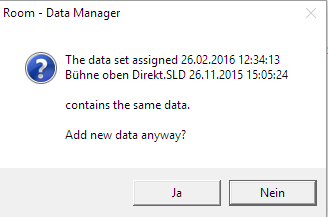 Room - Data Manager
The data set assigned 26.02.2016 12:34:13
Bühne oben Direkt.SLD 26.11.2015 15:05:24
contains the same data.
Add new data anyway?
Ja
Nein